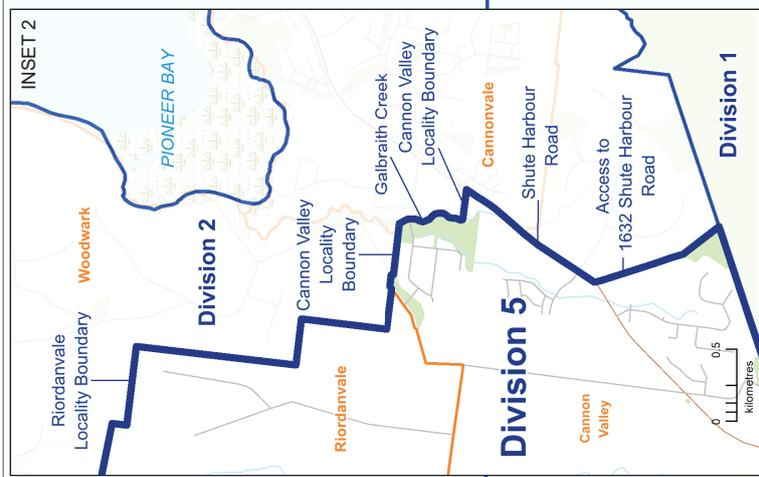 INSET 2
PIONEER BAY
Woodwark
Riordanvale
Locality Boundary
Division 2
Cannon Valley
Locality
Boundary
Galbraith Creek
Cannon Valley
Locality Boundary
Cannonvale
Shute Harbour
Road
Access to
1632 Shute Harbour
Road
Division 1
Riordanvale
Division 5
Cannon
Valley
0 0.5
kilometres